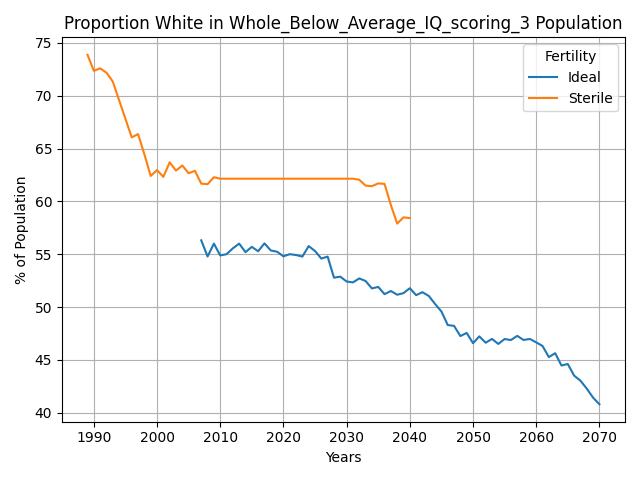 Proportion White in Whole_Below_Average_IQ_scoring_3 Population
% of Population
75
70
65
60
55
50
45
40
Fertility
Ideal
Sterile
1990 2000 2010 2020 2030 2040 2050 2060 2070
Years